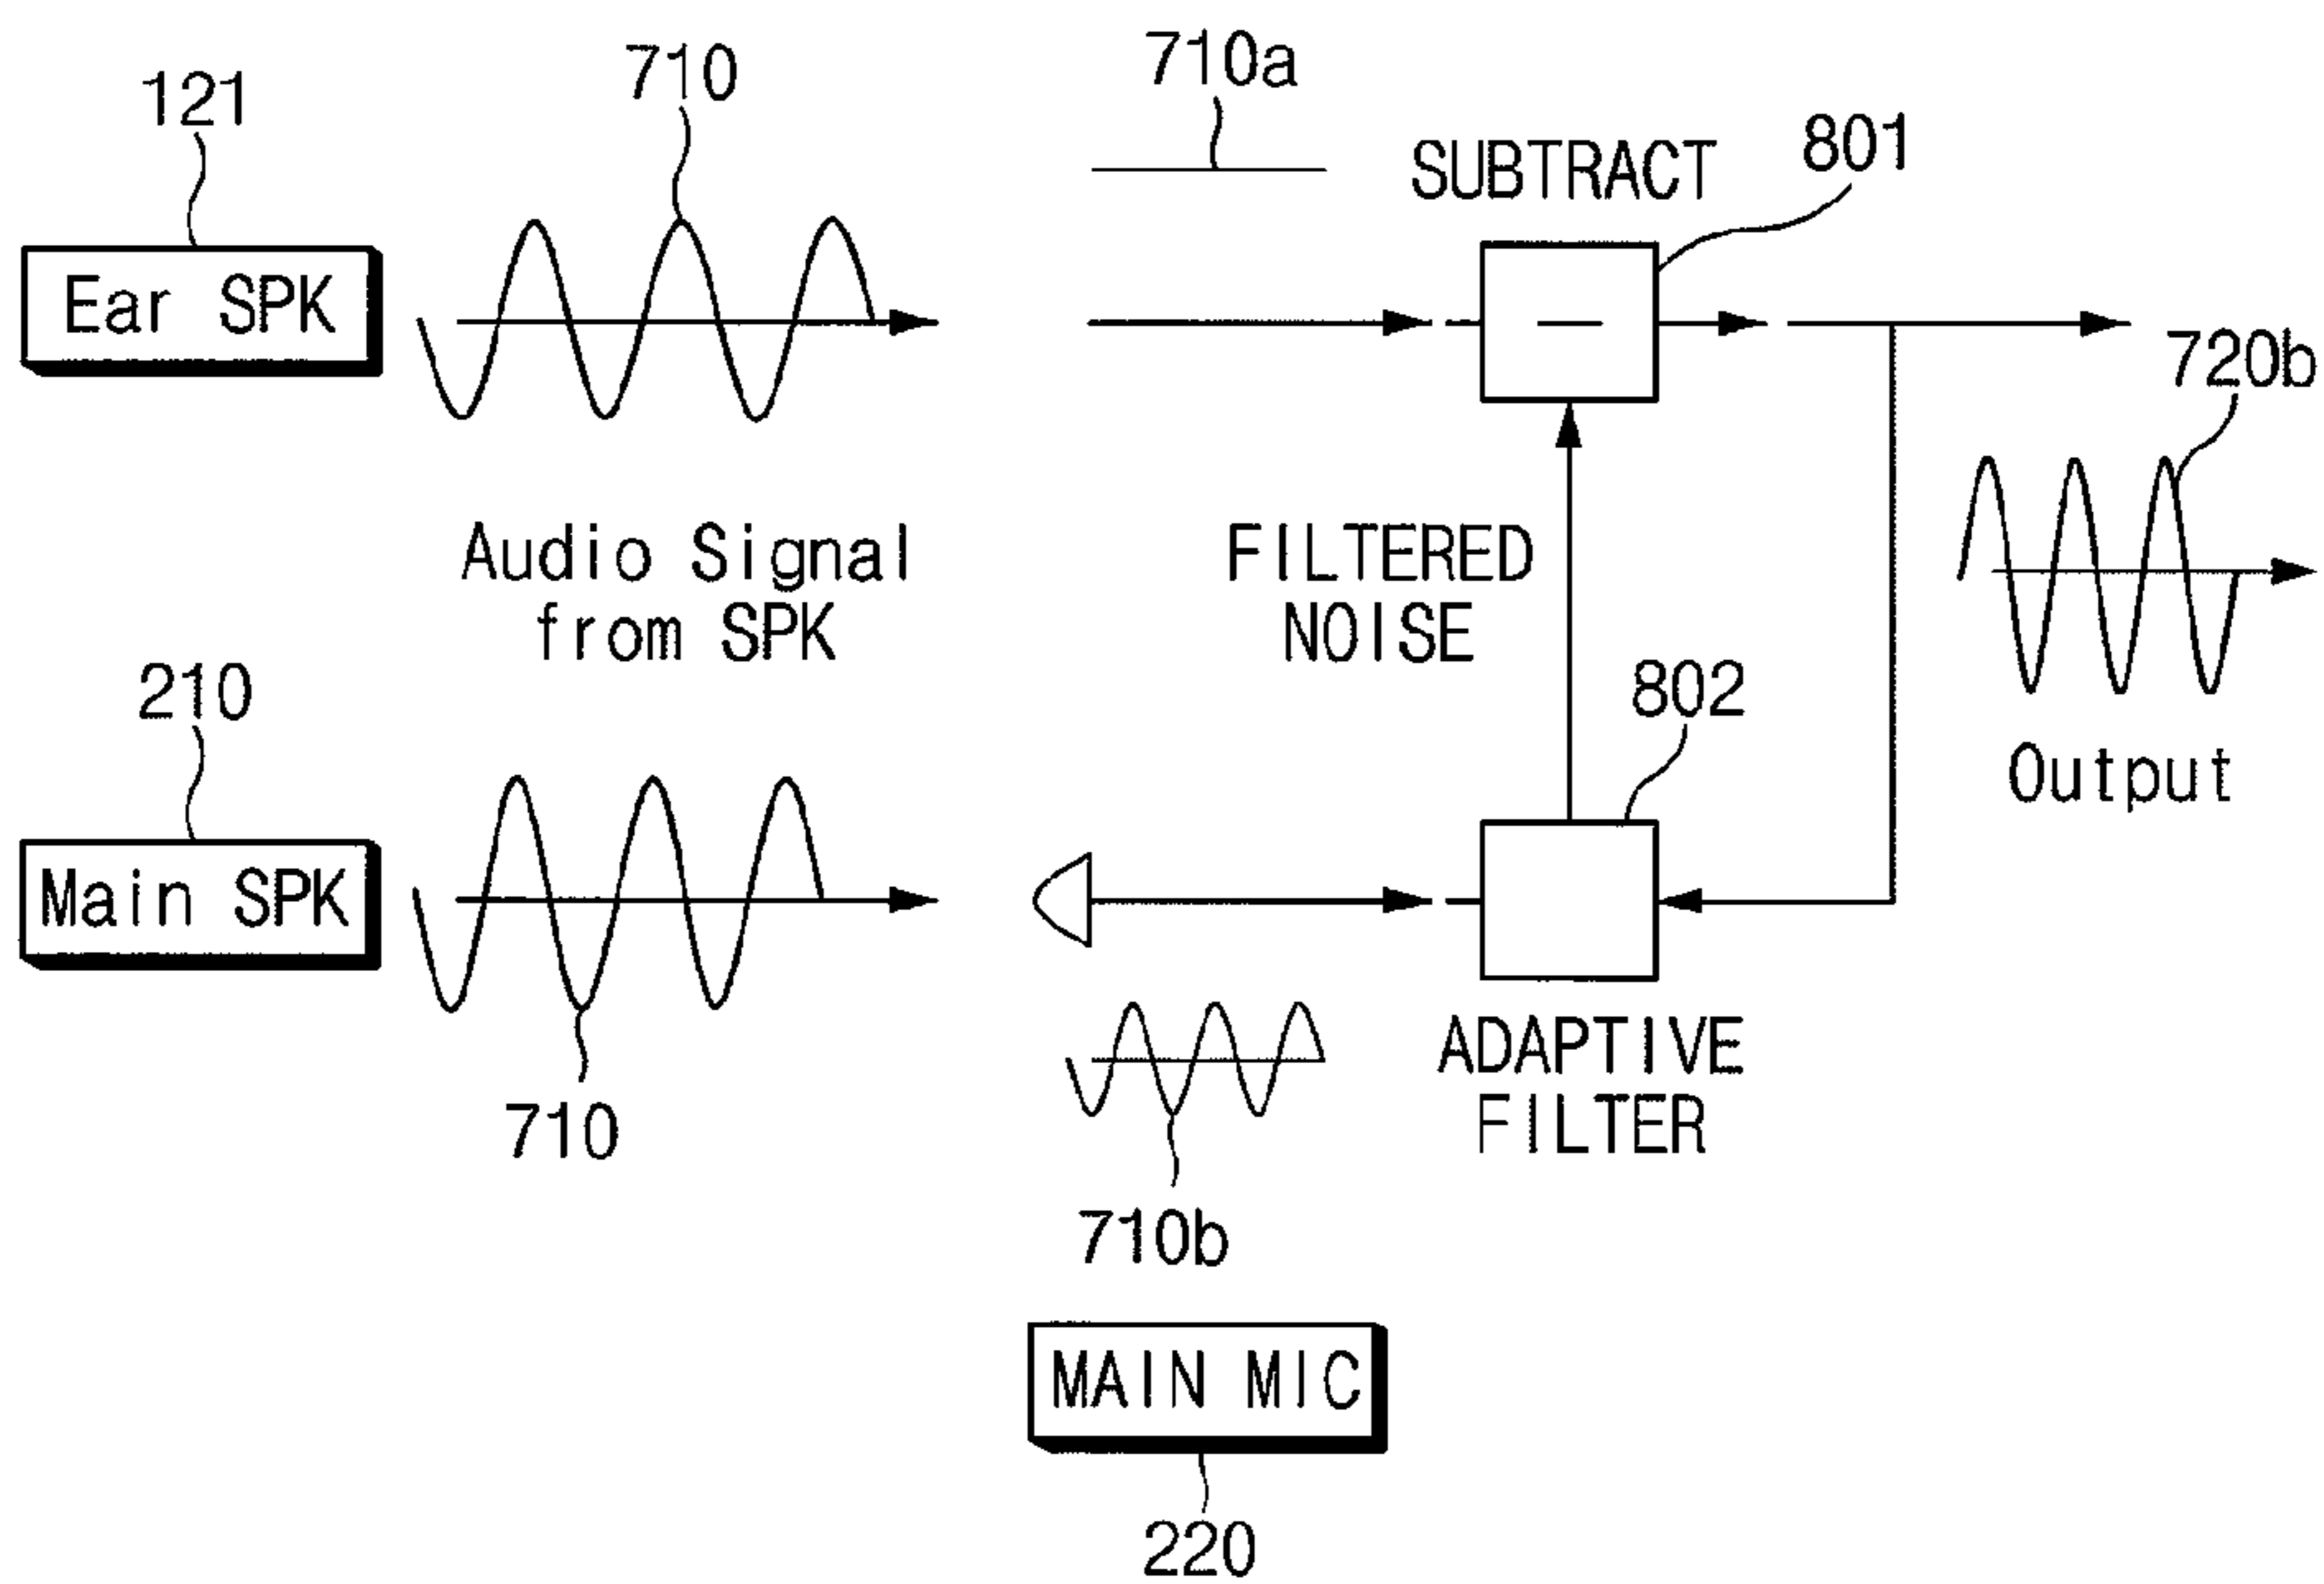 121
710
710a
SUBTRACT
801
Ear SPK
720b
Audio Signal
from SPK
FILTERED
NOISE
210
802
Output
Main SPK
710
ADAPTIVE
FILTER
710b
MAIN MIC
220